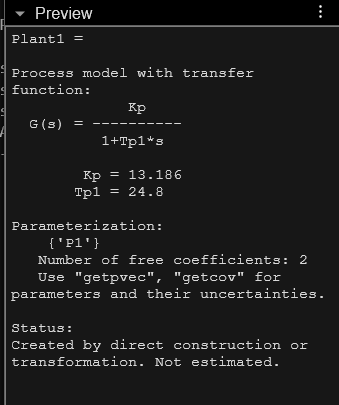 Preview
Plant1 =
Process model with transfer
function:
Kp
G(s) = ----------
1+Tp1*s
Kp = 13.186
Tp1 = 24.8
Parameterization:
{'P1'}
Number of free coefficients: 2
Use "getpvec", "getcov" for
parameters and their uncertainties.
Status:
Created by direct construction or
transformation. Not estimated.